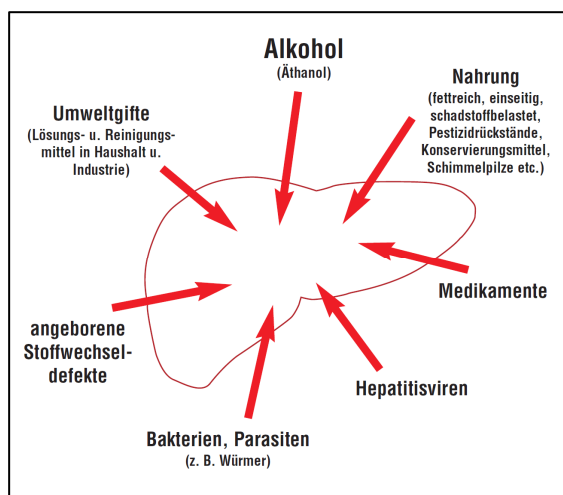 Alkohol
(Äthanol)
Nahrung
(fettreich, einseitig,
schadstoffbelastet,
Pestizidrückstände,
Konservierungsmittel,
Schimmelpilze etc.)
Umweltgifte
(Lösungs- u. Reinigungs-
mittel in Haushalt u.
Industrie)
Medikamente
angeborene
Stoffwechsel-
defekte
Hepatitisviren
Bakterien, Parasiten
(z. B. Würmer)